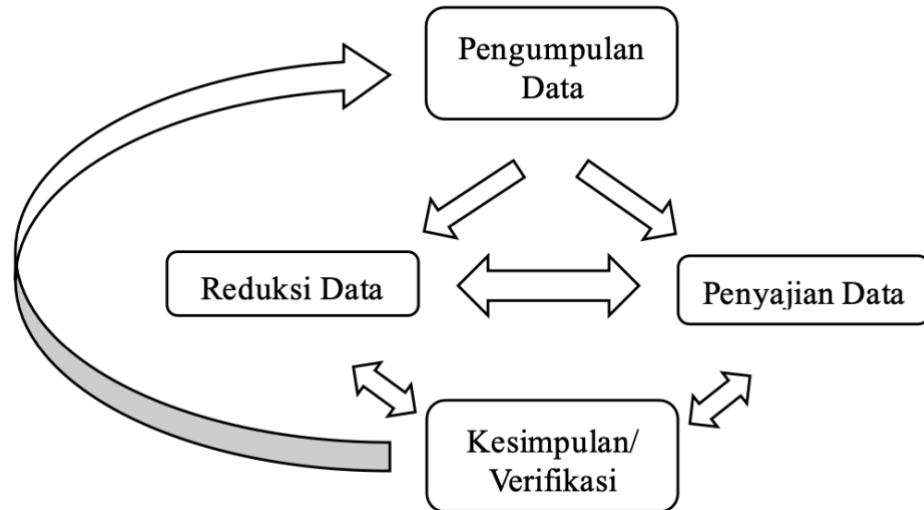 Pengumpulan
Data
Reduksi Data
Penyajian Data
Kesimpulan/
Verifikasi